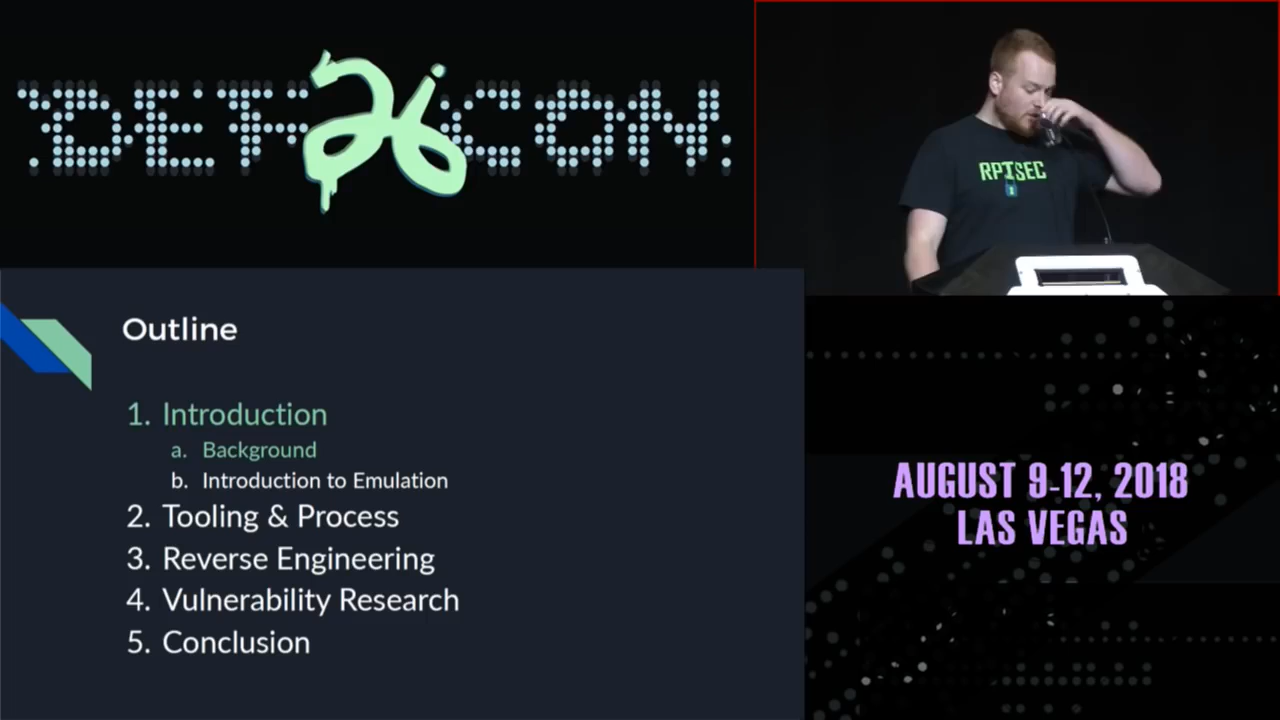 DEF 26 CON
RPISEC
Outline
1. Introduction
a. Background
b. Introduction to Emulation
2. Tooling & Process
3. Reverse Engineering
4. Vulnerability Research
5. Conclusion
AUGUST 9-12, 2018
LAS VEGAS